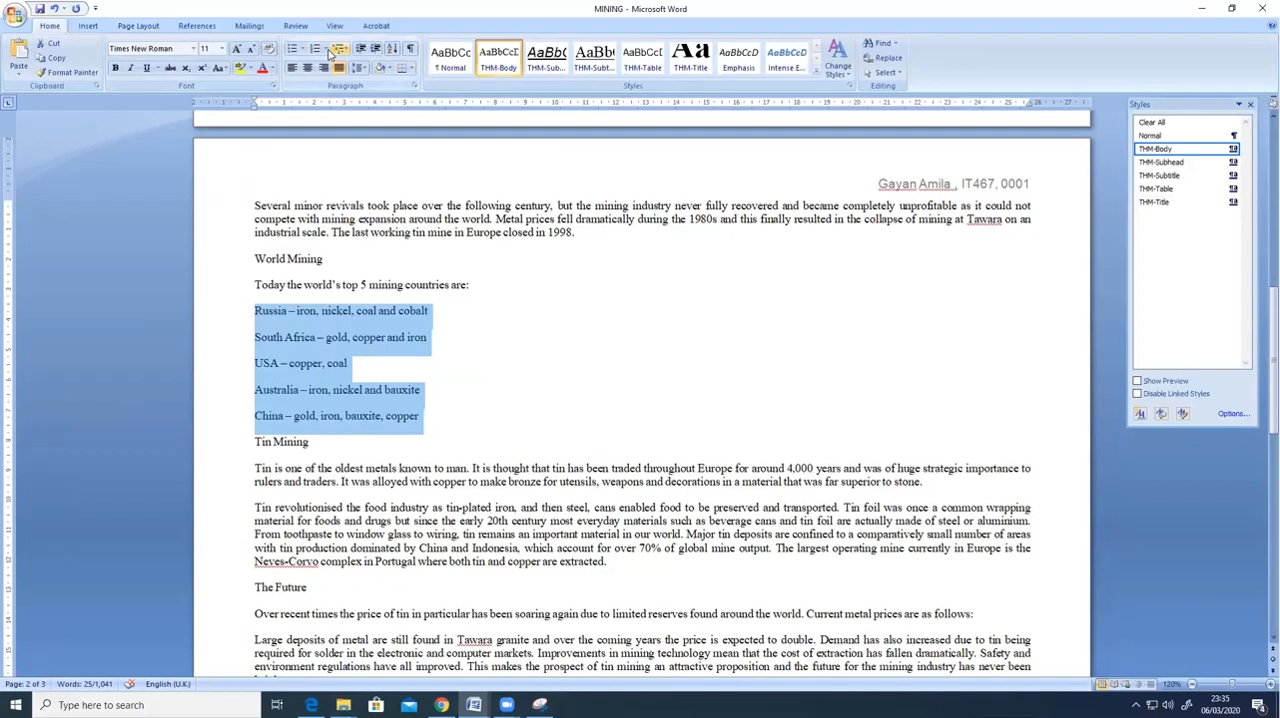 MINING - Microsoft Word
Home Insert Page Layout References Mailings Review View Acrobat
Paste
Cut
Copy
Format Painter
Clipboard
Times New Roman 11
Font
Paragraph
AaBbCc AaBbCcD AaBbC AaBb( AaBbCc Aa AaBbCc AaBbCc
¶ Normal THM-Body THM-Sub... THM-Subt... THM-Table THM-Title Emphasis Intense E...
Styles
Change Styles
Find
Replace
Select
Editing
Gayan Amila , IT467, 0001
Several minor revivals took place over the following century, but the mining industry never fully recovered and became completely unprofitable as it could not
compete with mining expansion around the world. Metal prices fell dramatically during the 1980s and this finally resulted in the collapse of mining at Tawara on an
industrial scale. The last working tin mine in Europe closed in 1998.
World Mining
Today the world's top 5 mining countries are:
Russia – iron, nickel, coal and cobalt
South Africa – gold, copper and iron
USA – copper, coal
Australia – iron, nickel and bauxite
China – gold, iron, bauxite, copper
Tin Mining
Tin is one of the oldest metals known to man. It is thought that tin has been traded throughout Europe for around 4,000 years and was of huge strategic importance to
rulers and traders. It was alloyed with copper to make bronze for utensils, weapons and decorations in a material that was far superior to stone.
Tin revolutionised the food industry as tin-plated iron, and then steel, cans enabled food to be preserved and transported. Tin foil was once a common wrapping
material for foods and drugs but since the early 20th century most everyday materials such as beverage cans and tin foil are actually made of steel or aluminium.
From toothpaste to window glass to wiring, tin remains an important material in our world. Major tin deposits are confined to a comparatively small number of areas
with tin production dominated by China and Indonesia, which account for over 70% of global mine output. The largest operating mine currently in Europe is the
Neves-Corvo complex in Portugal where both tin and copper are extracted.
The Future
Over recent times the price of tin in particular has been soaring again due to limited reserves found around the world. Current metal prices are as follows:
Large deposits of metal are still found in Tawara granite and over the coming years the price is expected to double. Demand has also increased due to tin being
required for solder in the electronic and computer markets. Improvements in mining technology mean that the cost of extraction has fallen dramatically. Safety and
environment regulations have all improved. This makes the prospect of tin mining an attractive proposition and the future for the mining industry has never been
Styles
Clear All
Normal
THM-Body
THM-Subhead
THM-Subtitle
THM-Table
THM-Title
Show Preview
Disable Linked Styles
Options...
Page: 2 of 3 Words: 25/1,041 English (U.K.) 120%
Type here to search
23:35
06/03/2020